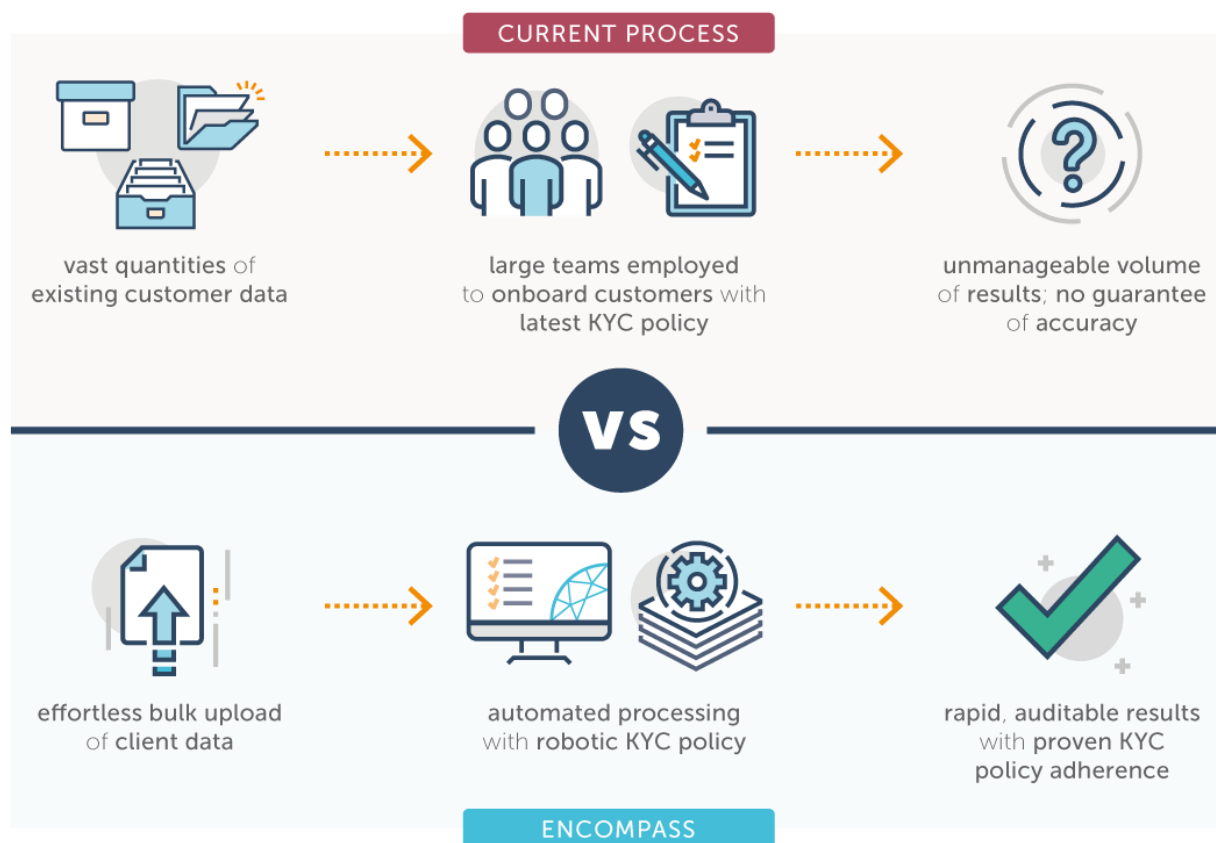 CURRENT PROCESS
vast quantities of
existing customer data
large teams employed
to onboard customers with
latest KYC policy
unmanageable volume
of results; no guarantee
of accuracy
VS
effortless bulk upload
of client data
automated processing
with robotic KYC policy
rapid, auditable results
with proven KYC
policy adherence
ENCOMPASS